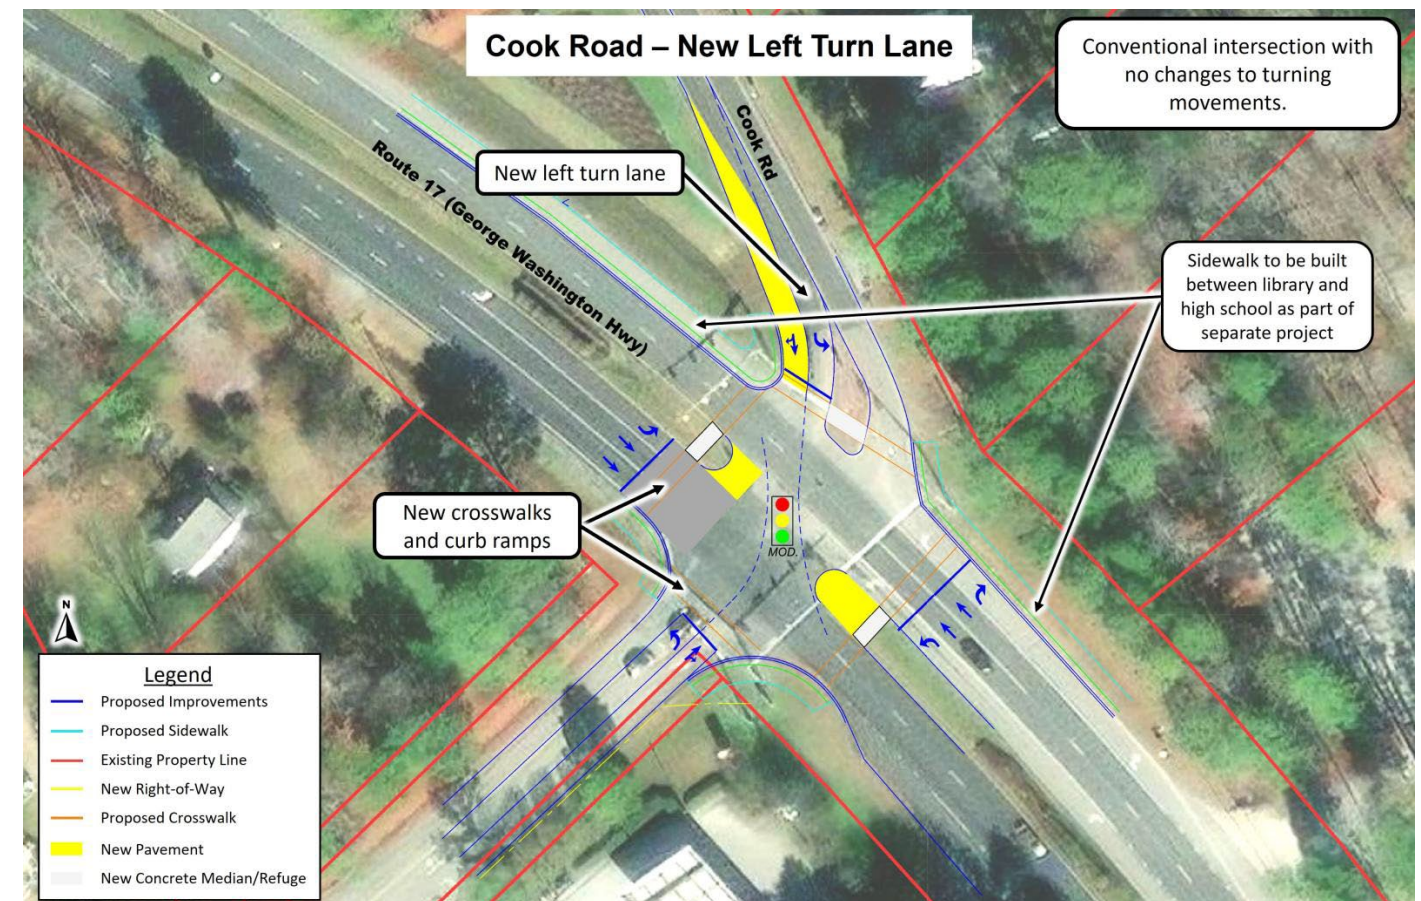 Cook Road – New Left Turn Lane
Conventional intersection with
no changes to turning
movements.
Cook Rd
New left turn lane
Route 17 (George Washington Hwy)
Sidewalk to be built
between library and
high school as part of
separate project
New crosswalks
and curb ramps
MOD.
N
Legend
Proposed Improvements
Proposed Sidewalk
Existing Property Line
New Right-of-Way
Proposed Crosswalk
New Pavement
New Concrete Median/Refuge